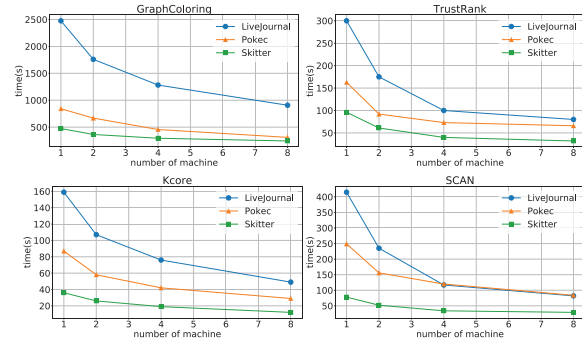 GraphColoring
time(s)
2500
2000
1500
1000
500
1 2 3 4 5 6 7 8
number of machine
LiveJournal
Pokec
Skitter
TrustRank
time(s)
300
250
200
150
100
50
1 2 3 4 5 6 7 8
number of machine
LiveJournal
Pokec
Skitter
Kcore
time(s)
160
140
120
100
80
60
40
20
1 2 3 4 5 6 7 8
number of machine
LiveJournal
Pokec
Skitter
SCAN
time(s)
400
350
300
250
200
150
100
50
1 2 3 4 5 6 7 8
number of machine
LiveJournal
Pokec
Skitter